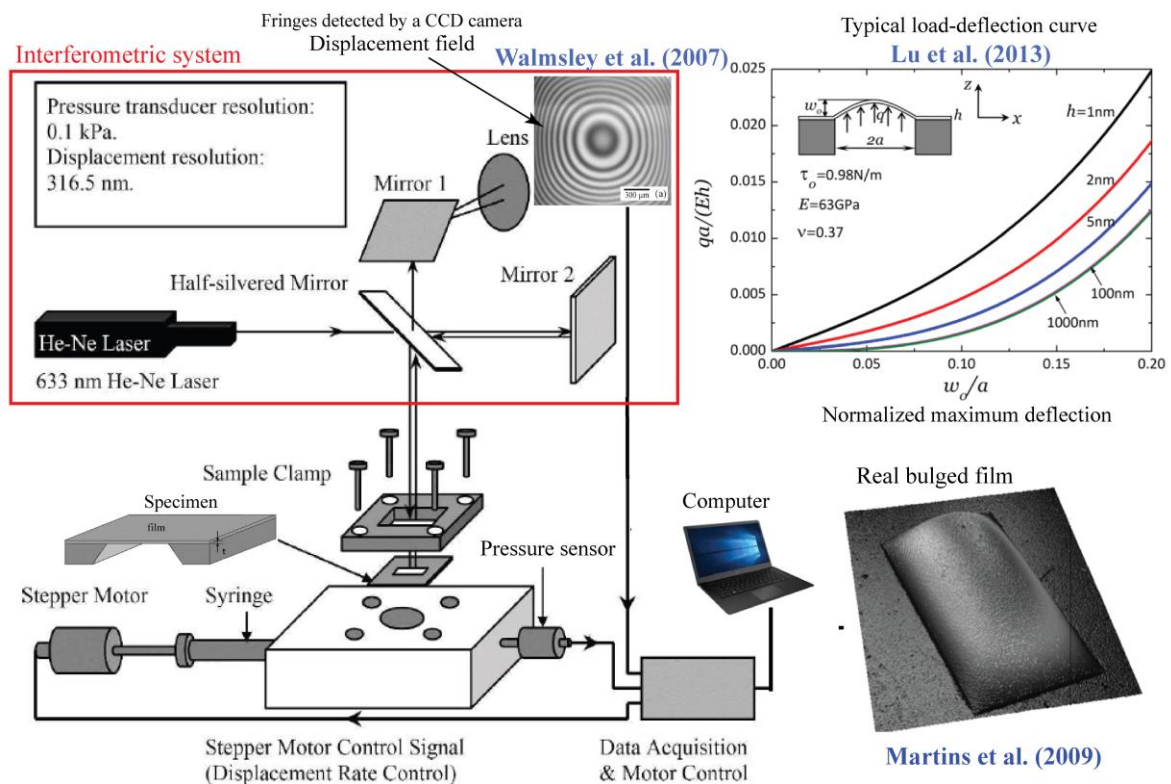 Fringes detected by a CCD camera
Displacement field
Interferometric system
Walmsley et al. (2007)
Pressure transducer resolution:
0.1 kPa.
Displacement resolution:
316.5 nm.
Lens
Mirror 1
300 μm
(a)
Half-silvered Mirror
Mirror 2
He-Ne Laser
633 nm He-Ne Laser
Typical load-deflection curve
Lu et al. (2013)
0.025
0.020
0.015
0.010
0.005
0.000
qa/(Eh)
wₒ
q
h
2a
z
x
τₒ=0.98N/m
E=63GPa
ν=0.37
h=1nm
2nm
5nm
100nm
1000nm
0.00 0.05 0.10 0.15 0.20
wₒ/a
Normalized maximum deflection
Sample Clamp
Specimen
film
t
Pressure sensor
Computer
Stepper Motor
Syringe
Stepper Motor Control Signal
(Displacement Rate Control)
Data Acquisition
& Motor Control
Real bulged film
Martins et al. (2009)